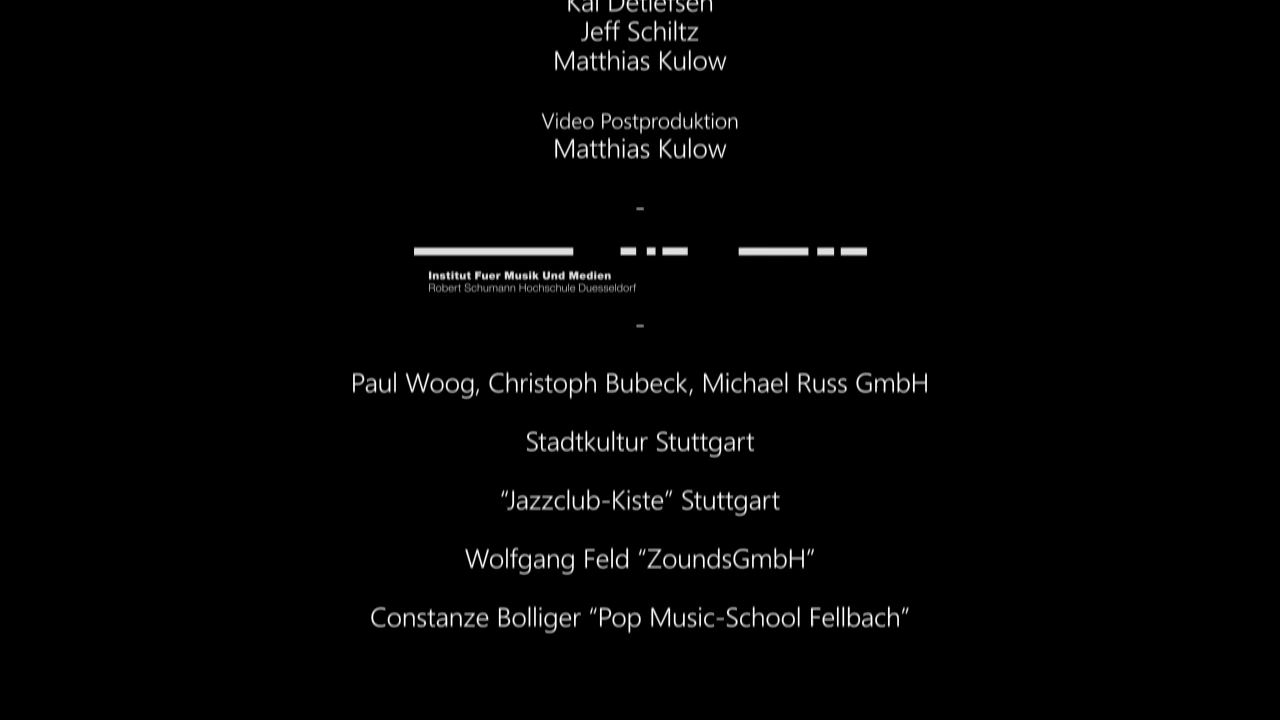 Kai Detlefsen
Jeff Schiltz
Matthias Kulow
Video Postproduktion
Matthias Kulow
-
Institut Fuer Musik Und Medien
Robert Schumann Hochschule Duesseldorf
-
Paul Woog, Christoph Bubeck, Michael Russ GmbH
Stadtkultur Stuttgart
“Jazzclub-Kiste” Stuttgart
Wolfgang Feld “ZoundsGmbH”
Constanze Bolliger “Pop Music-School Fellbach”